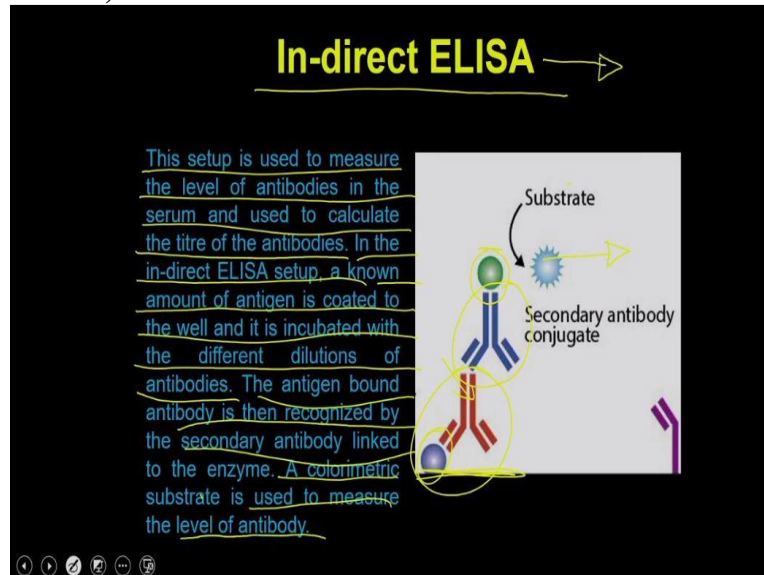 In-direct ELISA
This setup is used to measure
the level of antibodies in the
serum and used to calculate
the titre of the antibodies. In the
in-direct ELISA setup, a known
amount of antigen is coated to
the well and it is incubated with
the different dilutions of
antibodies. The antigen bound
antibody is then recognized by
the secondary antibody linked
to the enzyme. A colorimetric
substrate is used to measure
the level of antibody.
Substrate
Secondary antibody
conjugate